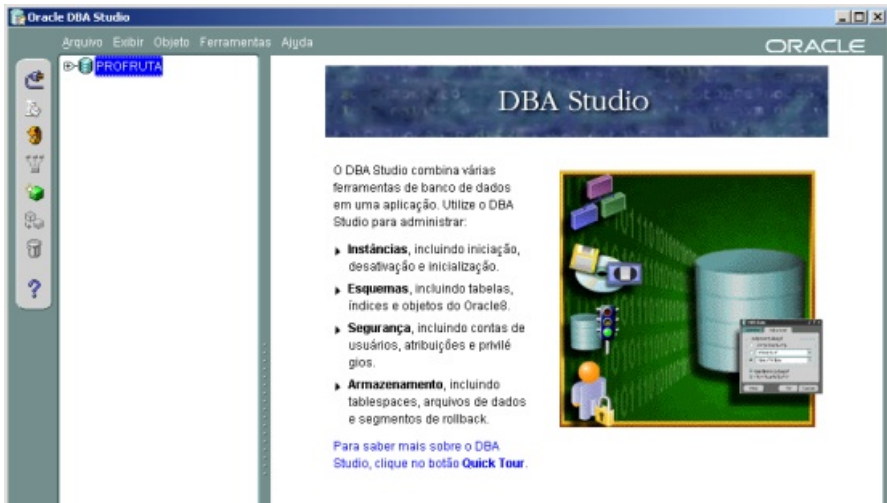 Oracle DBA Studio
Arquivo Exibir Objeto Ferramentas Ajuda
ORACLE
PROFRUTA
DBA Studio
O DBA Studio combina várias
ferramentas de banco de dados
em uma aplicação. Utilize o DBA
Studio para administrar:
Instâncias, incluindo iniciação,
desativação e inicialização.
Esquemas, incluindo tabelas,
índices e objetos do Oracle8.
Segurança, incluindo contas de
usuários, atribuições e privilé
gios.
Armazenamento, incluindo
tablespaces, arquivos de dados
e segmentos de rollback.
Para saber mais sobre o DBA
Studio, clique no botão Quick Tour.